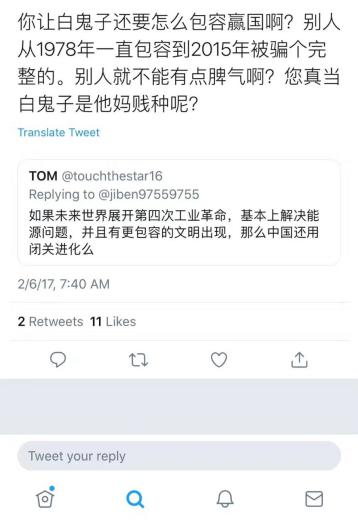 你让白鬼子还要怎么包容赢国啊？别人
从1978年一直包容到2015年被骗个完
整的。别人就不能有点脾气啊？您真当
白鬼子是他妈贱种呢？
Translate Tweet
TOM @touchthestar16
Replying to @jiben97559755
如果未来世界展开第四次工业革命，基本上解决能
源问题，并且有更包容的文明出现，那么中国还用
闭关进化么
2/6/17, 7:40 AM
2 Retweets 11 Likes
Tweet your reply